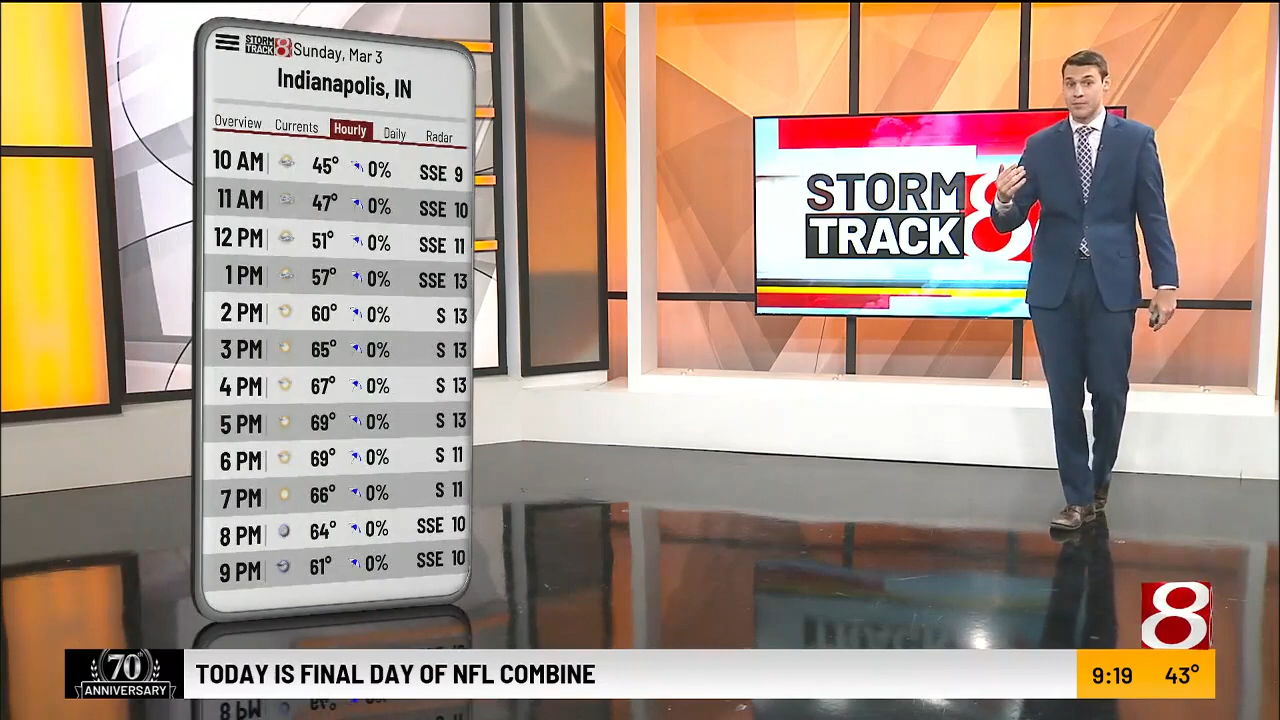 STORM
TRACK 8
Sunday, Mar 3
Indianapolis, IN
Overview Currents Hourly Daily Radar
10 AM 45° 0% SSE 9
11 AM 47° 0% SSE 10
12 PM 51° 0% SSE 11
1 PM 57° 0% SSE 13
2 PM 60° 0% S 13
3 PM 65° 0% S 13
4 PM 67° 0% S 13
5 PM 69° 0% S 13
6 PM 69° 0% S 11
7 PM 66° 0% S 11
8 PM 64° 0% SSE 10
9 PM 61° 0% SSE 10
STORM
TRACK 8
8
70th
ANNIVERSARY
TODAY IS FINAL DAY OF NFL COMBINE
9:19 43°